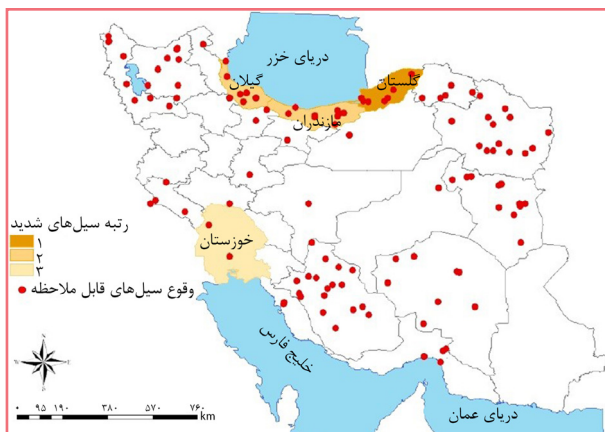 دریای خزر
گیلان
گلستان
مازندران
رتبه سیل‌های شدید
۱
۲
۳
وقوع سیل‌های قابل ملاحظه
خوزستان
خلیج فارس
دریای عمان
۰ ۹۵ ۱۹۰ ۳۸۰ ۵۷۰ ۷۶۰
km